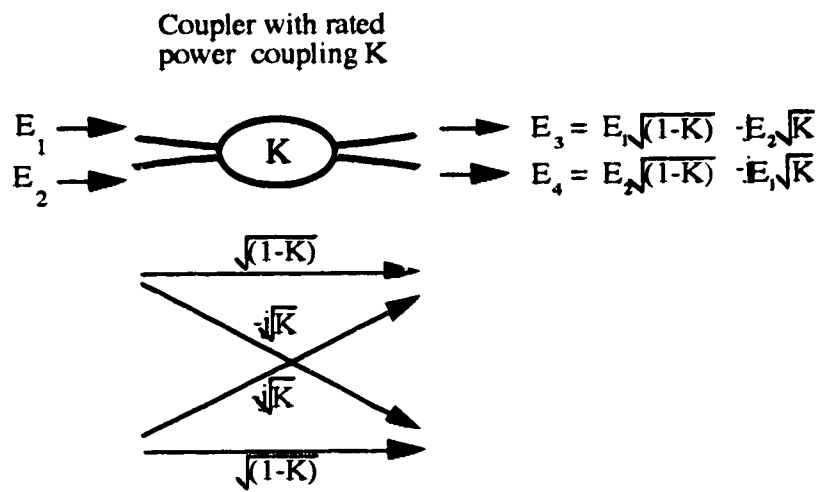 Coupler with rated
power coupling K
E₁
K
E₃ = E₁√(1-K) -jE₂√K
E₂
E₄ = E₂√(1-K) -jE₁√K
√(1-K)
-j√K
-j√K
√(1-K)